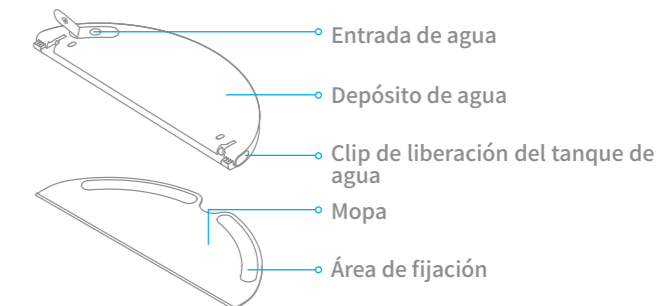 Entrada de agua
Depósito de agua
Clip de liberación del tanque de
agua
Mopa
Área de fijación